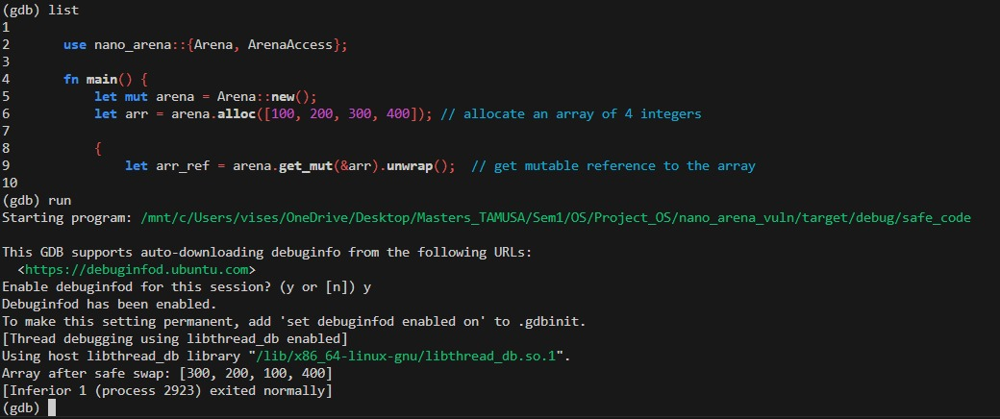 (gdb) list
1
2       use nano_arena::{Arena, ArenaAccess};
3
4       fn main() {
5           let mut arena = Arena::new();
6           let arr = arena.alloc([100, 200, 300, 400]); // allocate an array of 4 integers
7
8           {
9               let arr_ref = arena.get_mut(&arr).unwrap();  // get mutable reference to the array
10
(gdb) run
Starting program: /mnt/c/Users/vises/OneDrive/Desktop/Masters_TAMUSA/Sem1/OS/Project_OS/nano_arena_vuln/target/debug/safe_code

This GDB supports auto-downloading debuginfo from the following URLs:
  <https://debuginfod.ubuntu.com>
Enable debuginfod for this session? (y or [n]) y
Debuginfod has been enabled.
To make this setting permanent, add 'set debuginfod enabled on' to .gdbinit.
[Thread debugging using libthread_db enabled]
Using host libthread_db library "/lib/x86_64-linux-gnu/libthread_db.so.1".
Array after safe swap: [300, 200, 100, 400]
[Inferior 1 (process 2923) exited normally]
(gdb)